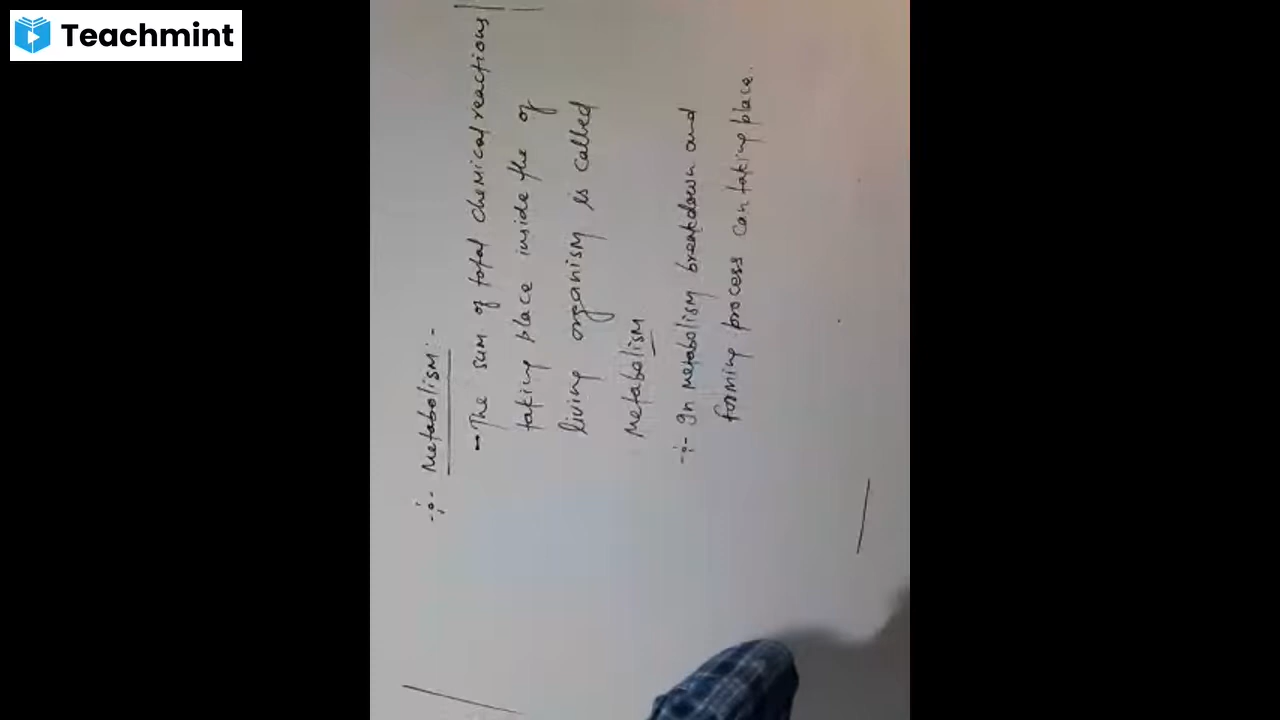 Teachmint
-:- Metabolism:-
- The sum of total chemical reactions
taking place inside the of
living organism is called
Metabolism
-:- In metabolism breakdown and
forming process can taking place.